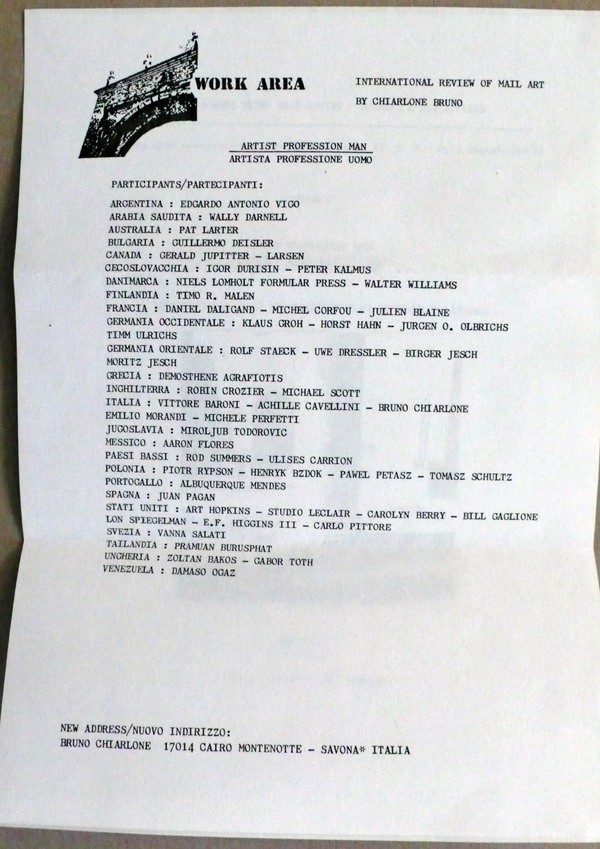 WORK AREA
INTERNATIONAL REVIEW OF MAIL ART
BY CHIARLONE BRUNO
ARTIST PROFESSION MAN
ARTISTA PROFESSIONE UOMO
PARTICIPANTS/PARTECIPANTI:
ARGENTINA : EDGARDO ANTONIO VIGO
ARABIA SAUDITA : WALLY DARNELL
AUSTRALIA : PAT LARTER
BULGARIA : GUILLERMO DEISLER
CANADA : GERALD JUPITTER - LARSEN
CECOSLOVACCHIA : IGOR DURISIN - PETER KALMUS
DANIMARCA : NIELS LOMHOLT FORMULAR PRESS - WALTER WILLIAMS
FINLANDIA : TIMO R. MALEN
FRANCIA : DANIEL DALIGAND - MICHEL CORFOU - JULIEN BLAINE
GERMANIA OCCIDENTALE : KLAUS GROH - HORST HAHN - JURGEN O. OLBRICHS
TIMM ULRICHS
GERMANIA ORIENTALE : ROLF STAECK - UWE DRESSLER - BIRGER JESCH
MORITZ JESCH
GRECIA : DEMOSTHENE AGRAFIOTIS
INGHILTERRA : ROBIN CROZIER - MICHAEL SCOTT
ITALIA : VITTORE BARONI - ACHILLE CAVELLINI - BRUNO CHIARLONE
EMILIO MORANDI - MICHELE PERFETTI
JUGOSLAVIA : MIROLJUB TODOROVIC
MESSICO : AARON FLORES
PAESI BASSI : ROD SUMMERS - ULISES CARRION
POLONIA : PIOTR RYPSON - HENRYK BZDOK - PAWEL PETASZ - TOMASZ SCHULTZ
PORTOGALLO : ALBUQUERQUE MENDES
SPAGNA : JUAN PAGAN
STATI UNITI : ART HOPKINS - STUDIO LECLAIR - CAROLYN BERRY - BILL GAGLIONE
LON SPIEGELMAN - E.F. HIGGINS III - CARLO PITTORE
SVEZIA : VANNA SALATI
TAILANDIA : PRAMUAN BURUSPHAT
UNGHERIA : ZOLTAN BAKOS - GABOR TOTH
VENEZUELA : DAMASO OGAZ
NEW ADDRESS/NUOVO INDIRIZZO:
BRUNO CHIARLONE 17014 CAIRO MONTENOTTE - SAVONA* ITALIA